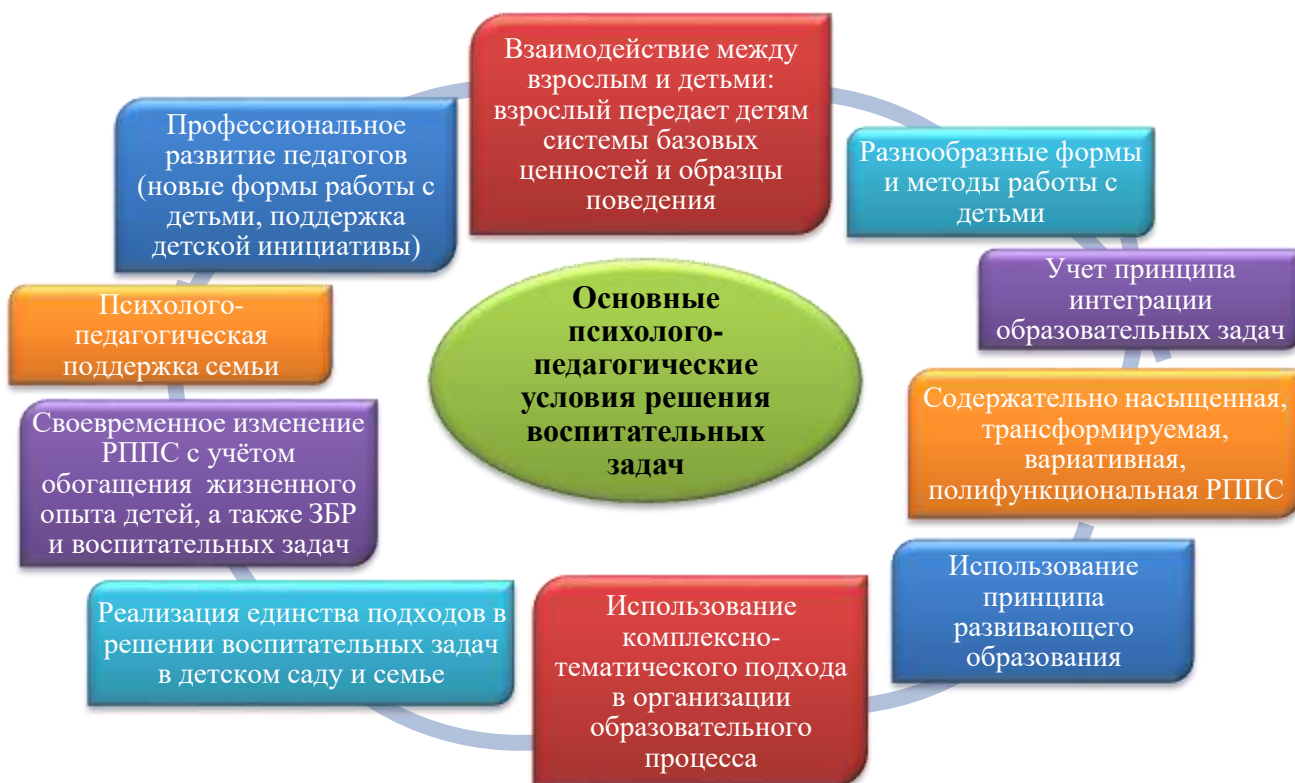 Взаимодействие между
взрослым и детьми:
взрослый передает детям
системы базовых
ценностей и образцы
поведения
Разнообразные формы
и методы работы с
детьми
Учет принципа
интеграции
образовательных задач
Содержательно насыщенная,
трансформируемая,
вариативная,
полифункциональная РППС
Использование
принципа
развивающего
образования
Использование
комплексно-
тематического подхода
в организации
образовательного
процесса
Реализация единства подходов в
решении воспитательных задач
в детском саду и семье
Своевременное изменение
РППС с учётом
обогащения жизненного
опыта детей, а также ЗБР
и воспитательных задач
Психолого-
педагогическая
поддержка семьи
Профессиональное
развитие педагогов
(новые формы работы с
детьми, поддержка
детской инициативы)
Основные
психолого-
педагогические
условия решения
воспитательных
задач